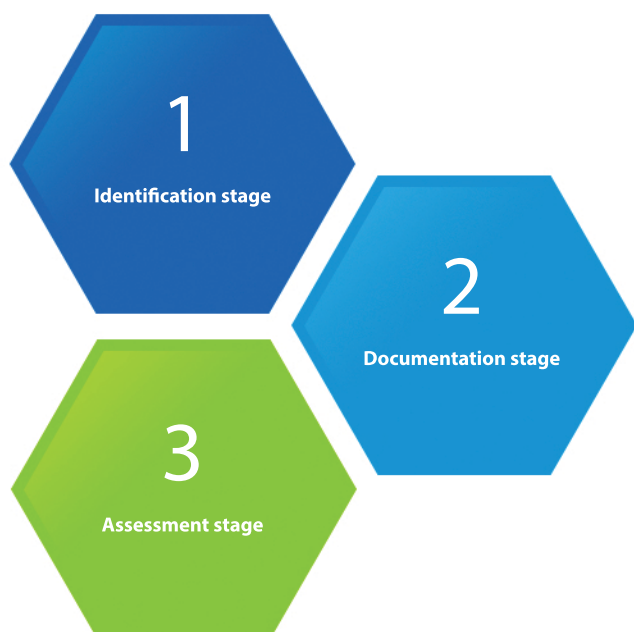 1
Identification stage
2
Documentation stage
3
Assessment stage